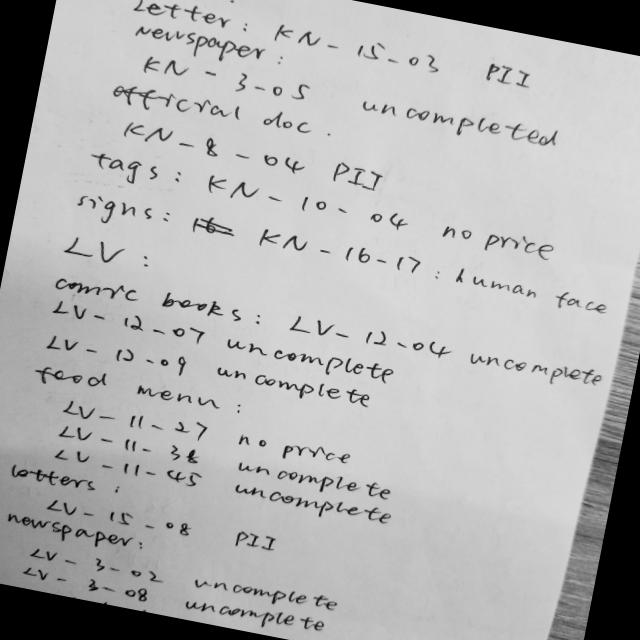 Letter: KN-15-03 PII
newspaper:
KN-3-05 uncompleted
official doc.
KN-8-04 PII
tags: KN-10-04 no price
signs: KN-16-17: human face
LV:
comic books: LV-12-04 uncomplete
LV-12-07 uncomplete
LV-12-09 uncomplete
food menu:
LV-11-27 no price
LV-11-38 uncomplete
LV-11-45 uncomplete
letters:
LV-15-08 PII
newspaper:
LV-3-02 uncomplete
LV-3-08 uncomplete